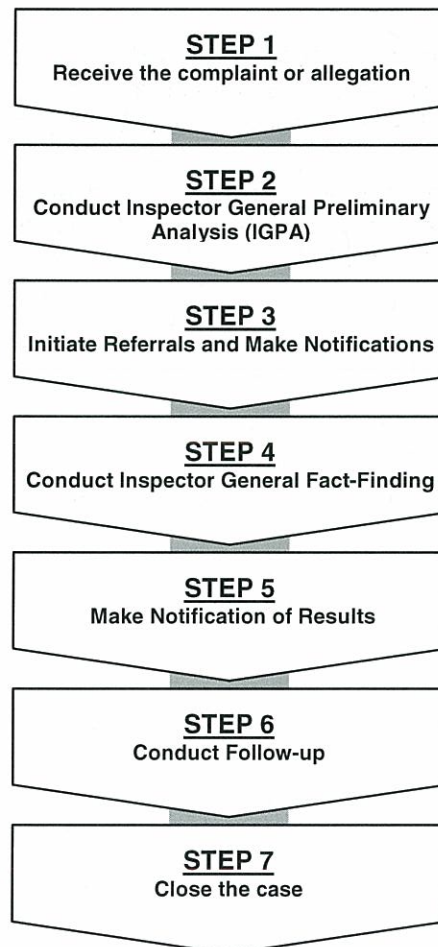 STEP 1
Receive the complaint or allegation
STEP 2
Conduct Inspector General Preliminary
Analysis (IGPA)
STEP 3
Initiate Referrals and Make Notifications
STEP 4
Conduct Inspector General Fact-Finding
STEP 5
Make Notification of Results
STEP 6
Conduct Follow-up
STEP 7
Close the case